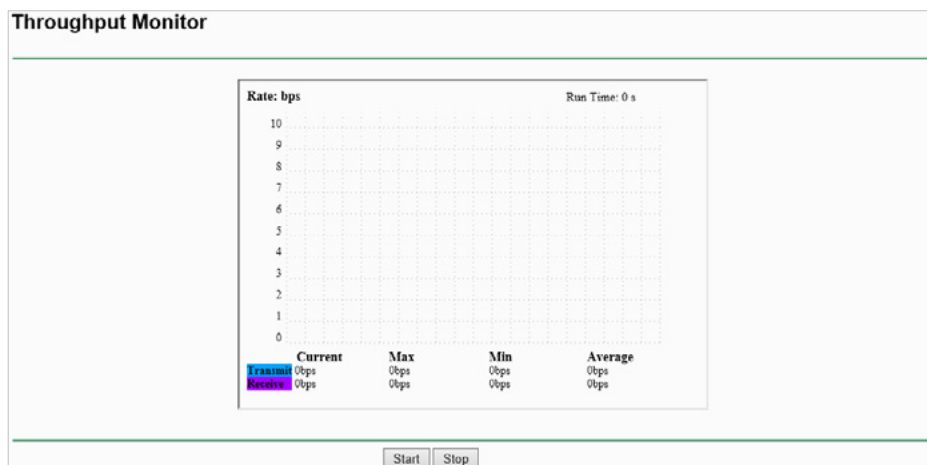 Throughput Monitor
Rate: bps Run Time: 0 s
10
9
8
7
6
5
4
3
2
1
0
Current Max Min Average
Transmit 0bps 0bps 0bps 0bps
Receive 0bps 0bps 0bps 0bps
Start Stop